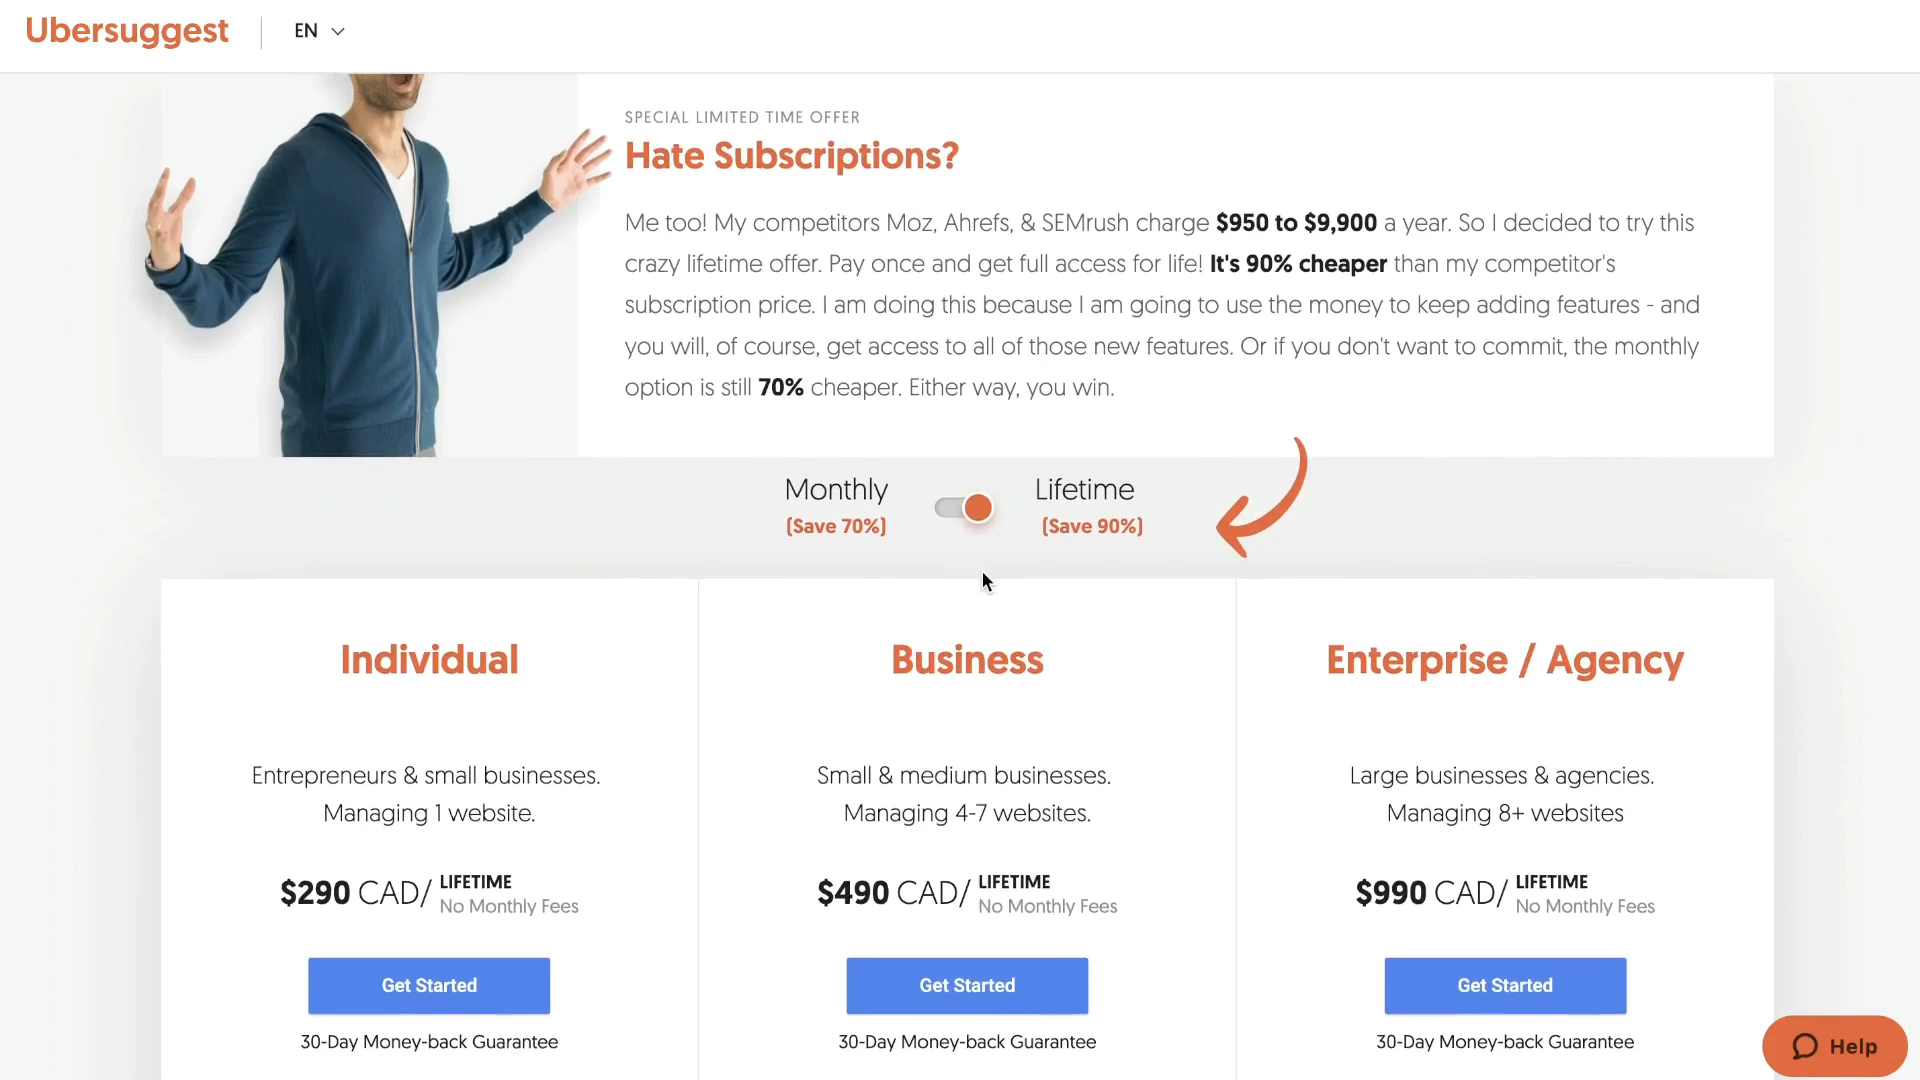 Ubersuggest
EN
SPECIAL LIMITED TIME OFFER
Hate Subscriptions?
Me too! My competitors Moz, Ahrefs, & SEMrush charge $950 to $9,900 a year. So I decided to try this
crazy lifetime offer. Pay once and get full access for life! It's 90% cheaper than my competitor's
subscription price. I am doing this because I am going to use the money to keep adding features - and
you will, of course, get access to all of those new features. Or if you don't want to commit, the monthly
option is still 70% cheaper. Either way, you win.
Monthly
(Save 70%)
Lifetime
(Save 90%)
Individual
Entrepreneurs & small businesses.
Managing 1 website.
$290 CAD/ LIFETIME
No Monthly Fees
Get Started
30-Day Money-back Guarantee
Business
Small & medium businesses.
Managing 4-7 websites.
$490 CAD/ LIFETIME
No Monthly Fees
Get Started
30-Day Money-back Guarantee
Enterprise / Agency
Large businesses & agencies.
Managing 8+ websites
$990 CAD/ LIFETIME
No Monthly Fees
Get Started
30-Day Money-back Guarantee
Help